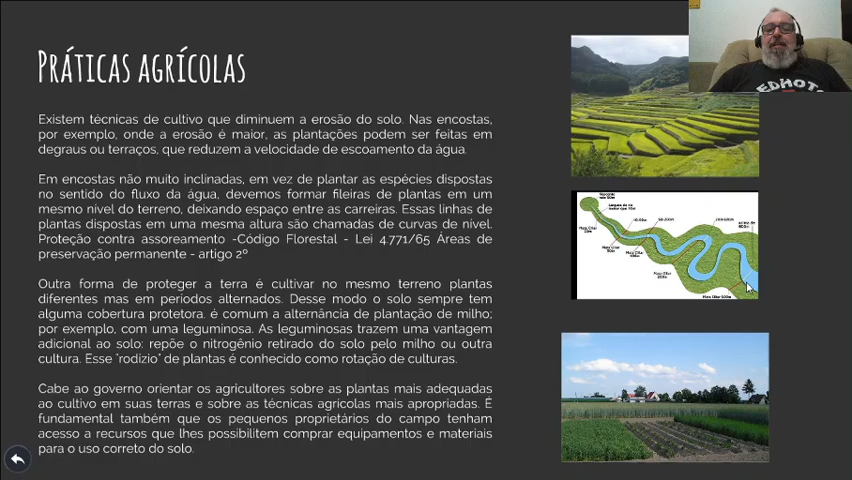 Práticas agrícolas
Existem técnicas de cultivo que diminuem a erosão do solo. Nas encostas,
por exemplo, onde a erosão é maior, as plantações podem ser feitas em
degraus ou terraços, que reduzem a velocidade de escoamento da água.
Em encostas não muito inclinadas, em vez de plantar as espécies dispostas
no sentido do fluxo da água, devemos formar fileiras de plantas em um
mesmo nível do terreno, deixando espaço entre as carreiras. Essas linhas de
plantas dispostas em uma mesma altura são chamadas de curvas de nível.
Proteção contra assoreamento -Código Florestal - Lei 4.771/65 Áreas de
preservação permanente - artigo 2º
Outra forma de proteger a terra é cultivar no mesmo terreno plantas
diferentes mas em períodos alternados. Desse modo o solo sempre tem
alguma cobertura protetora. é comum a alternância de plantação de milho;
por exemplo, com uma leguminosa. As leguminosas trazem uma vantagem
adicional ao solo: repõe o nitrogênio retirado do solo pelo milho ou outra
cultura. Esse "rodízio" de plantas é conhecido como rotação de culturas.
Cabe ao governo orientar os agricultores sobre as plantas mais adequadas
ao cultivo em suas terras e sobre as técnicas agrícolas mais apropriadas. É
fundamental também que os pequenos proprietários do campo tenham
acesso a recursos que lhes possibilitem comprar equipamentos e materiais
para o uso correto do solo.
Mata Ciliar
Mata Ciliar
Mata Ciliar
Mata Ciliar